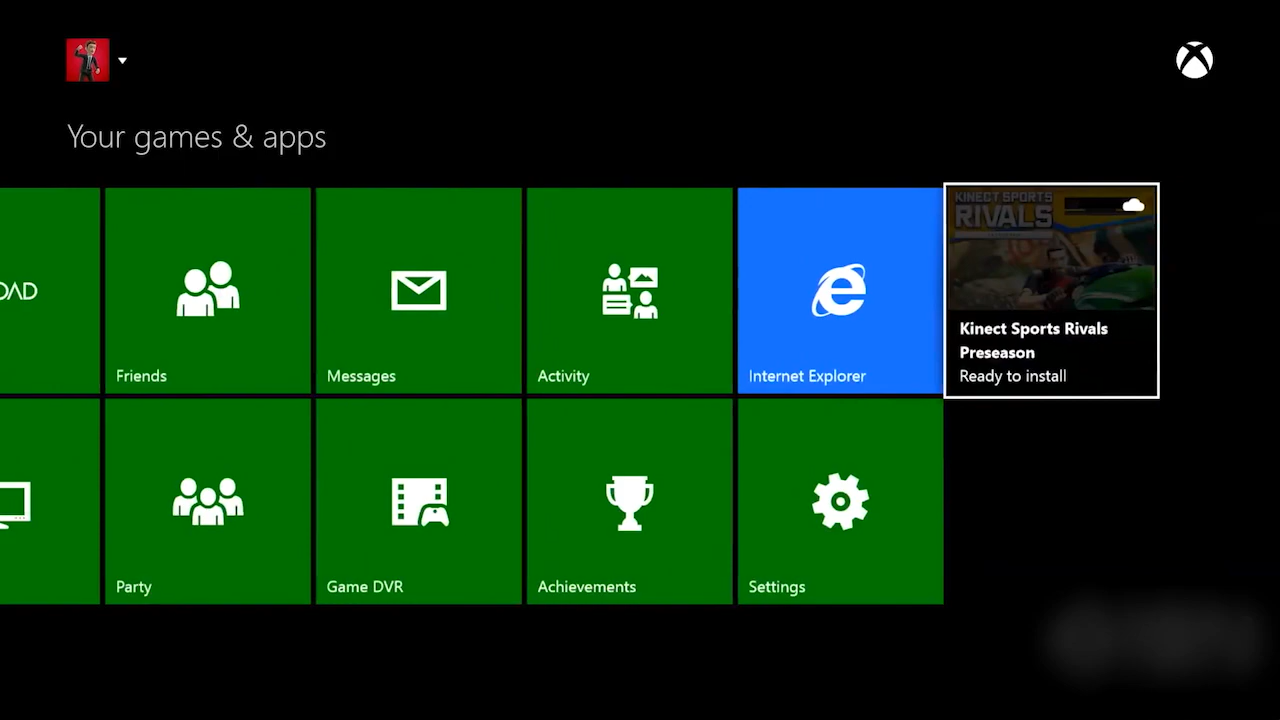 Your games & apps
OAD
Friends
Messages
Activity
Internet Explorer
KINECT SPORTS
RIVALS
Kinect Sports Rivals
Preseason
Ready to install
Party
Game DVR
Achievements
Settings